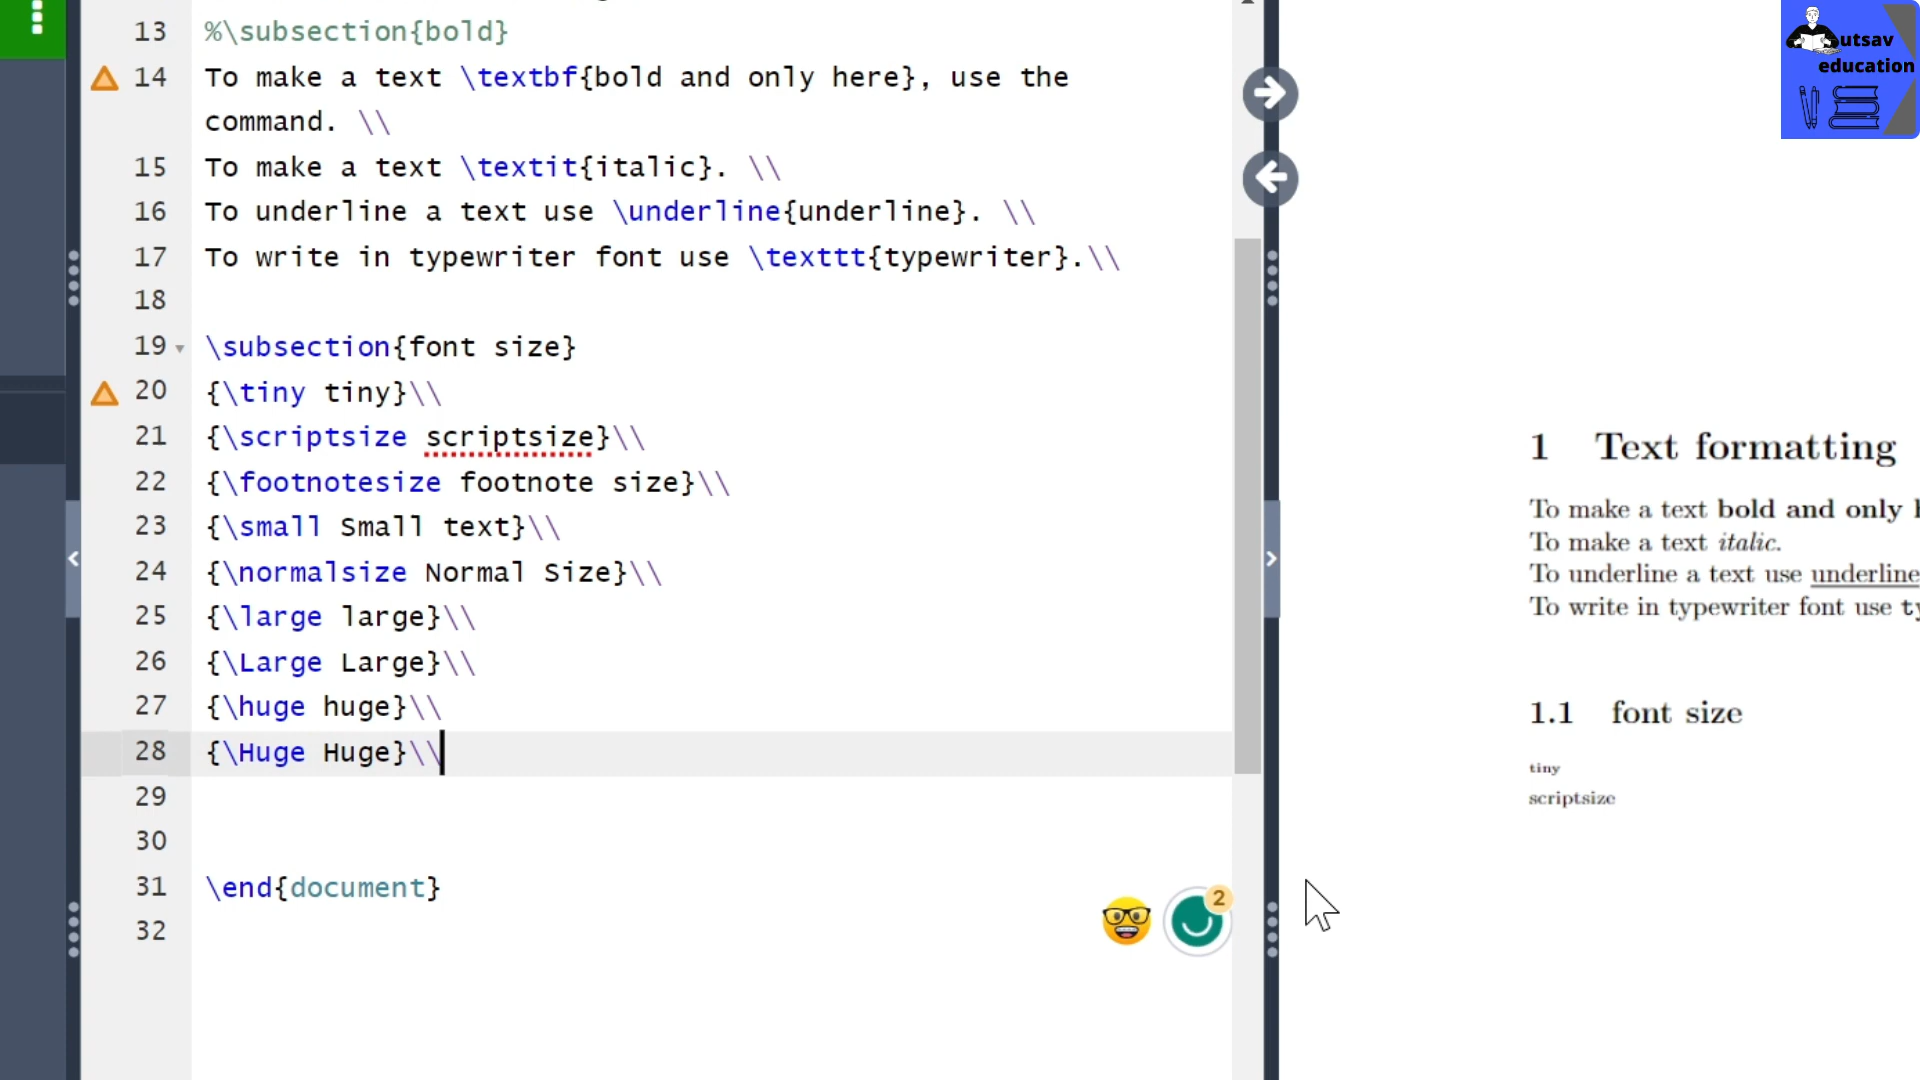 13 %\subsection{bold}
14 To make a text \textbf{bold and only here}, use the
command. \\
15 To make a text \textit{italic}. \\
16 To underline a text use \underline{underline}. \\
17 To write in typewriter font use \texttt{typewriter}.\\
18
19 \subsection{font size}
20 {\tiny tiny}\\
21 {\scriptsize scriptsize}\\
22 {\footnotesize footnote size}\\
23 {\small Small text}\\
24 {\normalsize Normal Size}\\
25 {\large large}\\
26 {\Large Large}\\
27 {\huge huge}\\
28 {\Huge Huge}\\
29
30
31 \end{document}
32
2
utsav
education
1 Text formatting
To make a text bold and only
To make a text italic.
To underline a text use underline
To write in typewriter font use
1.1 font size
tiny
scriptsize